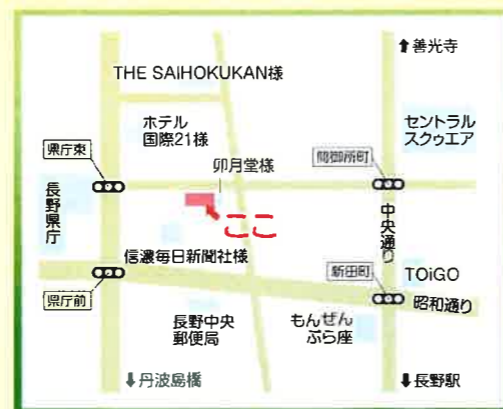 ↑善光寺
THE SAIHOKUKAN様
ホテル
国際21様
セントラル
スクゥエア
県庁東
卯月堂様
問御所町
長野県庁
ここ
中央通り
信濃毎日新聞社様
新田町
TOiGO
県庁前
昭和通り
長野中央
郵便局
もんぜん
ぷら座
↓丹波島橋
↓長野駅